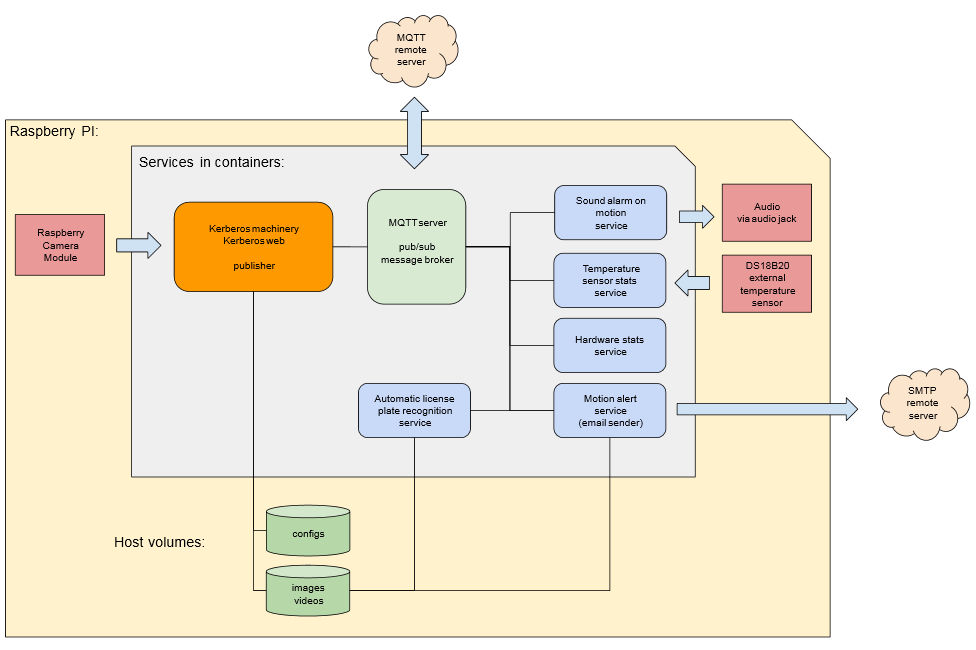 MQTT
remote
server
Raspberry PI:
Services in containers:
Raspberry
Camera
Module
Kerberos machinery
Kerberos web
publisher
MQTT server
pub/sub
message broker
Sound alarm on
motion
service
Audio
via audio jack
Temperature
sensor stats
service
DS18B20
external
temperature
sensor
Hardware stats
service
Automatic license
plate recognition
service
Motion alert
service
(email sender)
SMTP
remote
server
Host volumes:
configs
images
videos